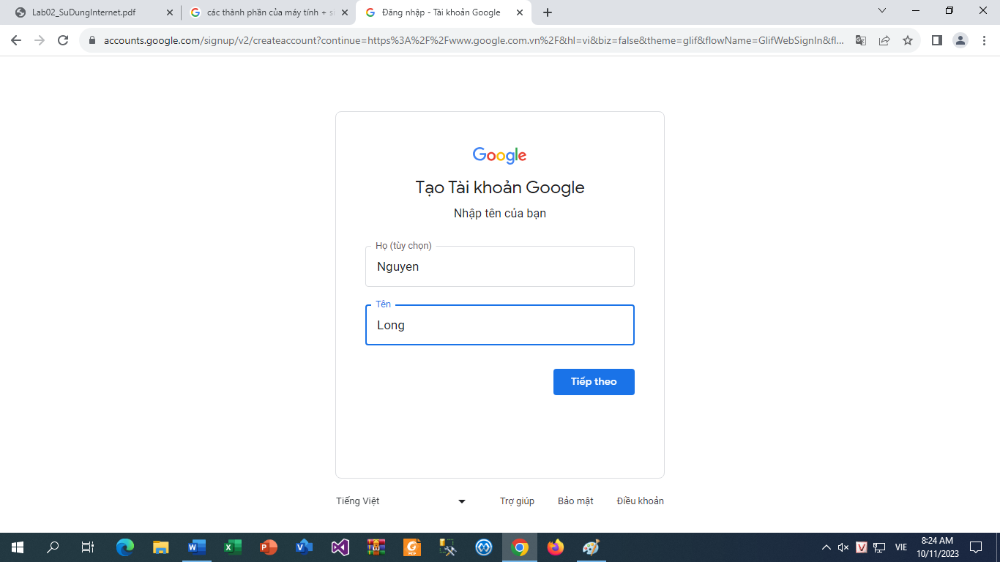 Lab02_SuDungInternet.pdf
các thành phần của máy tính + si
Đăng nhập - Tài khoản Google
accounts.google.com/signup/v2/createaccount?continue=https%3A%2F%2Fwww.google.com.vn%2F&hl=vi&biz=false&theme=glif&flowName=GlifWebSignIn&fl...
Google
Tạo Tài khoản Google
Nhập tên của bạn
Họ (tùy chọn)
Nguyen
Tên
Long
Tiếp theo
Tiếng Việt
Trợ giúp
Bảo mật
Điều khoản
VIE
8:24 AM
10/11/2023